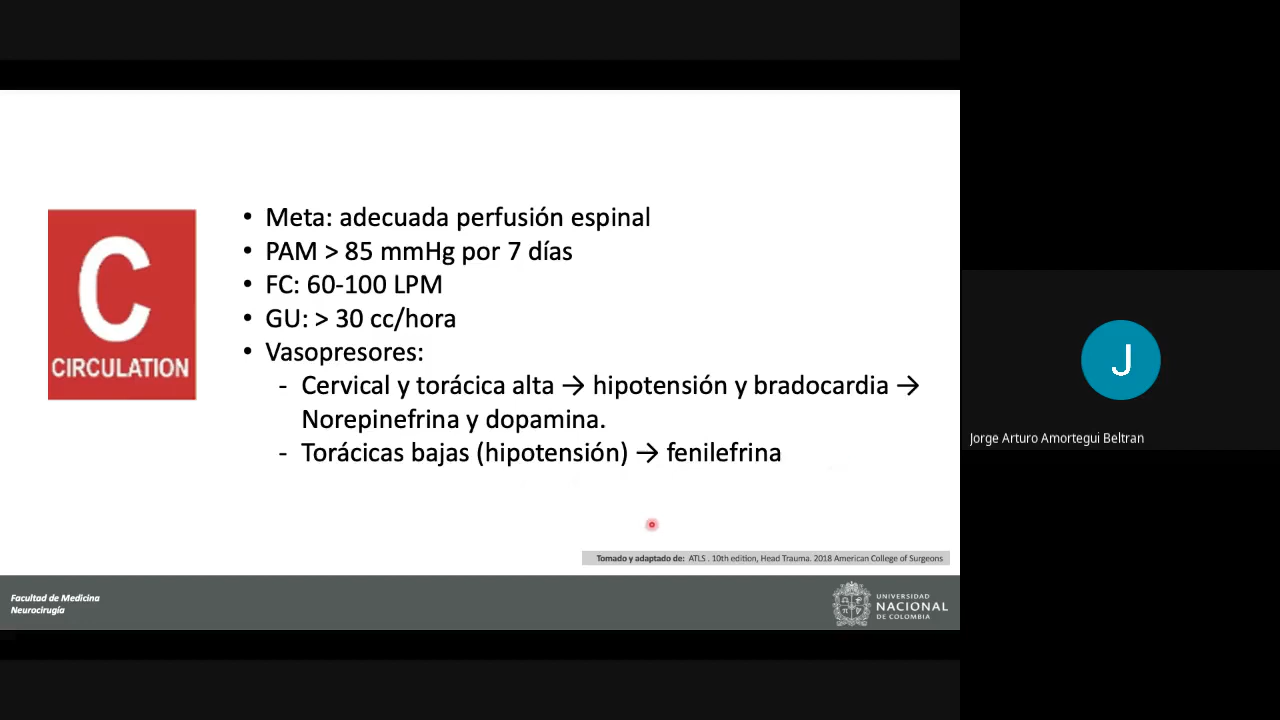 C
CIRCULATION
• Meta: adecuada perfusión espinal
• PAM > 85 mmHg por 7 días
• FC: 60-100 LPM
• GU: > 30 cc/hora
• Vasopresores:
- Cervical y torácica alta → hipotensión y bradocardia →
Norepinefrina y dopamina.
- Torácicas bajas (hipotensión) → fenilefrina
Tomado y adaptado de: ATLS . 10th edition, Head Trauma. 2018 American College of Surgeons
Facultad de Medicina
Neurocirugía
UNIVERSIDAD
NACIONAL
DE COLOMBIA
J
Jorge Arturo Amortegui Beltran